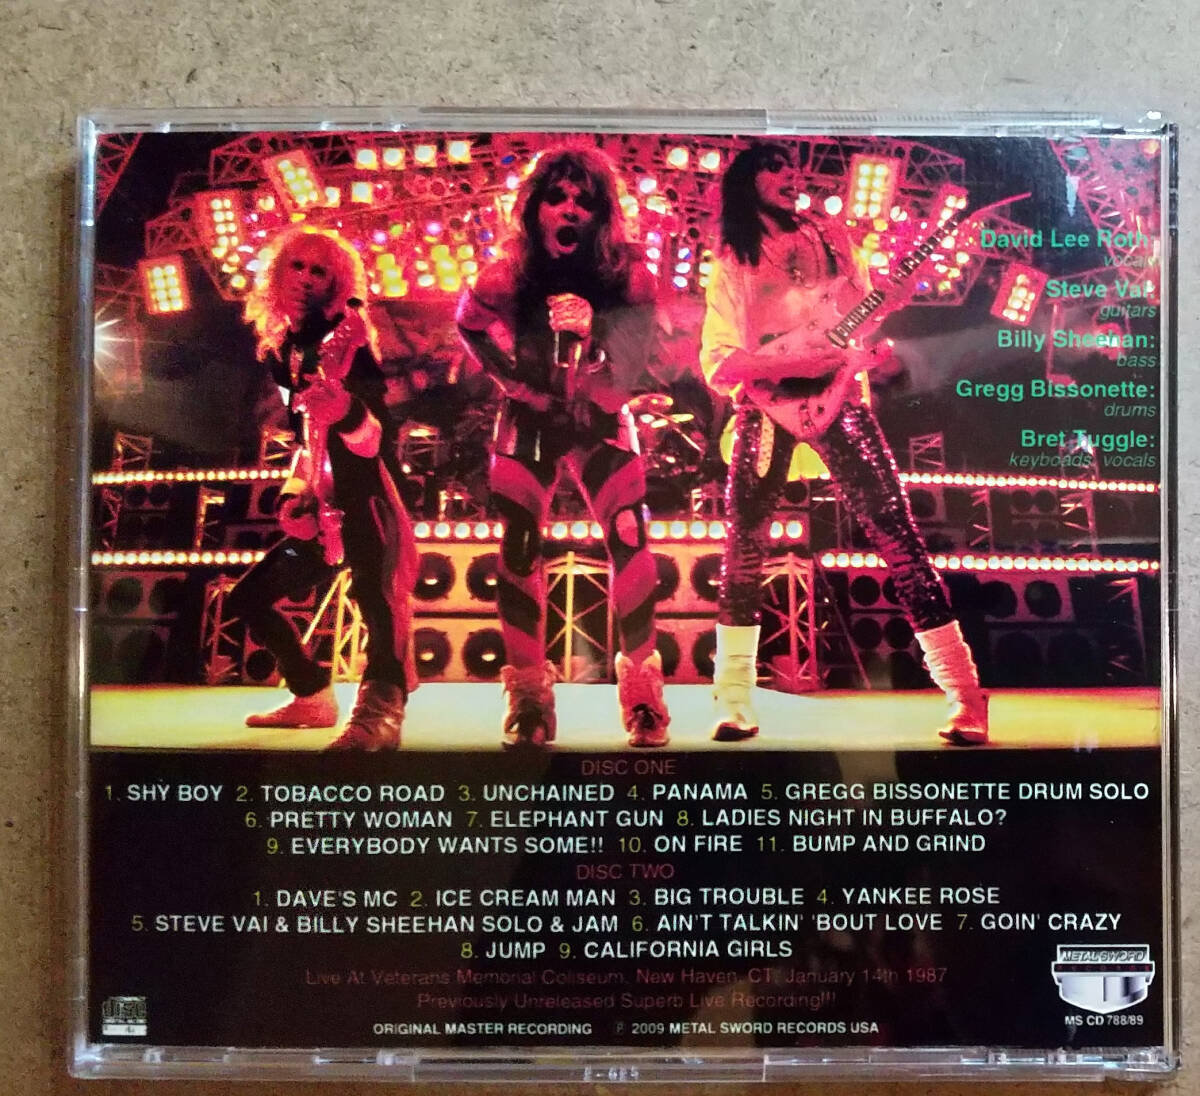 David Lee Roth:
vocals
Steve Vai:
guitars
Billy Sheehan:
bass
Gregg Bissonette:
drums
Bret Tuggle:
keyboads, vocals
DISC ONE
1. SHY BOY 2. TOBACCO ROAD 3. UNCHAINED 4. PANAMA 5. GREGG BISSONETTE DRUM SOLO
6. PRETTY WOMAN 7. ELEPHANT GUN 8. LADIES NIGHT IN BUFFALO?
9. EVERYBODY WANTS SOME!! 10. ON FIRE 11. BUMP AND GRIND
DISC TWO
1. DAVE'S MC 2. ICE CREAM MAN 3. BIG TROUBLE 4. YANKEE ROSE
5. STEVE VAI & BILLY SHEEHAN SOLO & JAM 6. AIN'T TALKIN' 'BOUT LOVE 7. GOIN' CRAZY
8. JUMP 9. CALIFORNIA GIRLS
Live At Veterans Memorial Coliseum, New Haven, CT, January 14th 1987
Previously Unreleased Superb Live Recording!!!
ORIGINAL MASTER RECORDING ℗ 2009 METAL SWORD RECORDS USA
METAL SWORD
RECORDS
MS CD 788/89
disc